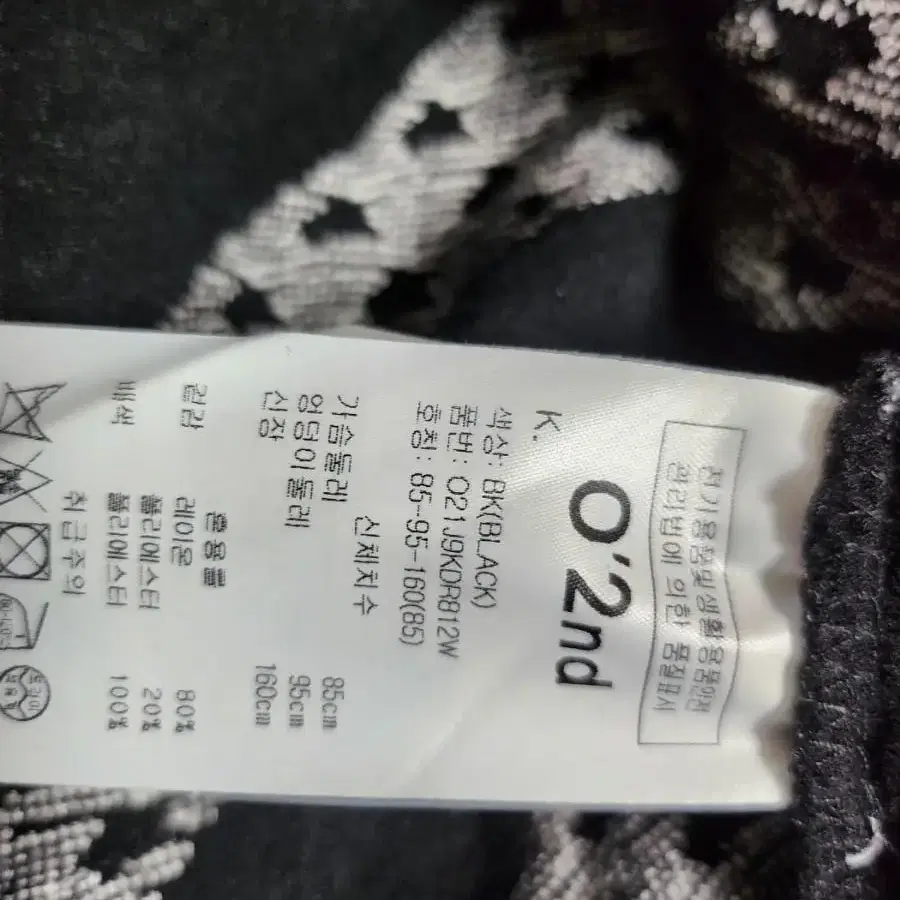 전기용품및생활용품안전
관리법에 의한 품질표시
O'2nd
K.
색상: BK(BLACK)
품번: O21J9KDR812W
호칭: 85-95-160(85)
신체치수
가슴둘레 85cm
엉덩이둘레 95cm
신장 160cm
혼용률
겉감 레이온 80%
폴리에스터 20%
배색 폴리에스터 100%
취급주의
드라이